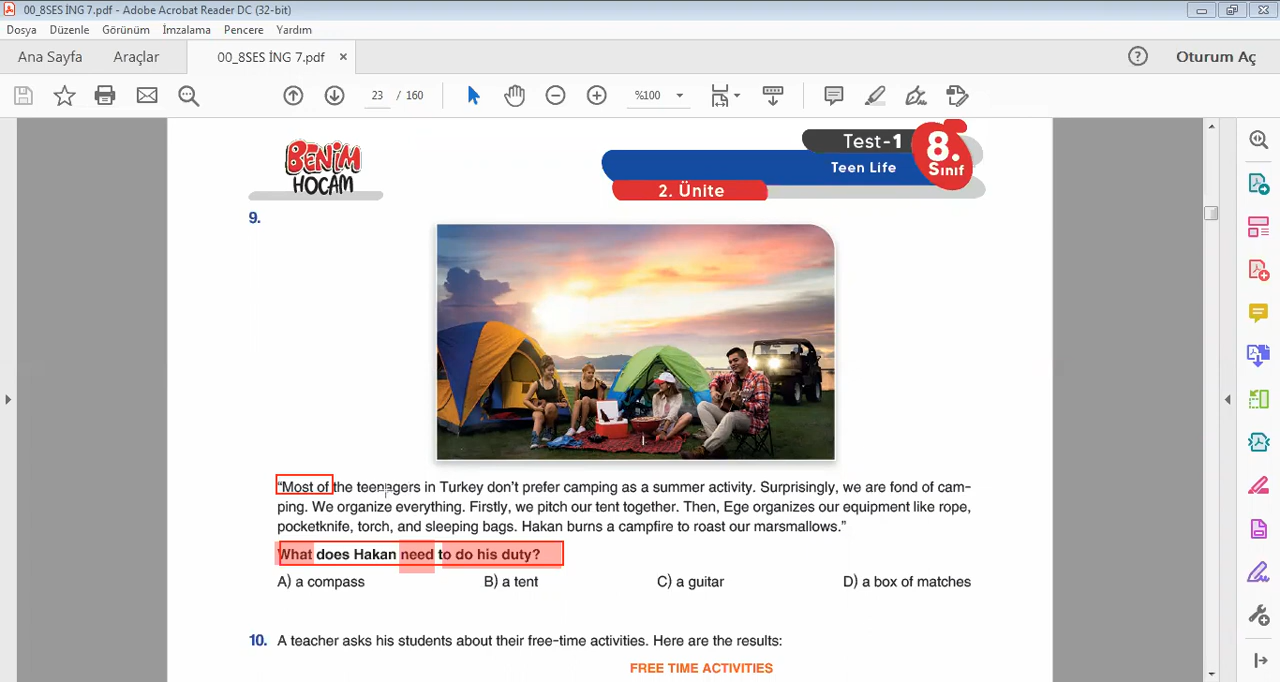 00_8SES İNG 7.pdf - Adobe Acrobat Reader DC (32-bit)
Dosya Düzenle Görünüm İmzalama Pencere Yardım
Ana Sayfa Araçlar 00_8SES İNG 7.pdf × Oturum Aç
23 / 160 %100
BENİM HOCAM
Test-1
Teen Life
8. Sınıf
2. Ünite
9.
“Most of the teenagers in Turkey don’t prefer camping as a summer activity. Surprisingly, we are fond of cam-
ping. We organize everything. Firstly, we pitch our tent together. Then, Ege organizes our equipment like rope,
pocketknife, torch, and sleeping bags. Hakan burns a campfire to roast our marsmallows.”
What does Hakan need to do his duty?
A) a compass B) a tent C) a guitar D) a box of matches
10. A teacher asks his students about their free-time activities. Here are the results:
FREE TIME ACTIVITIES